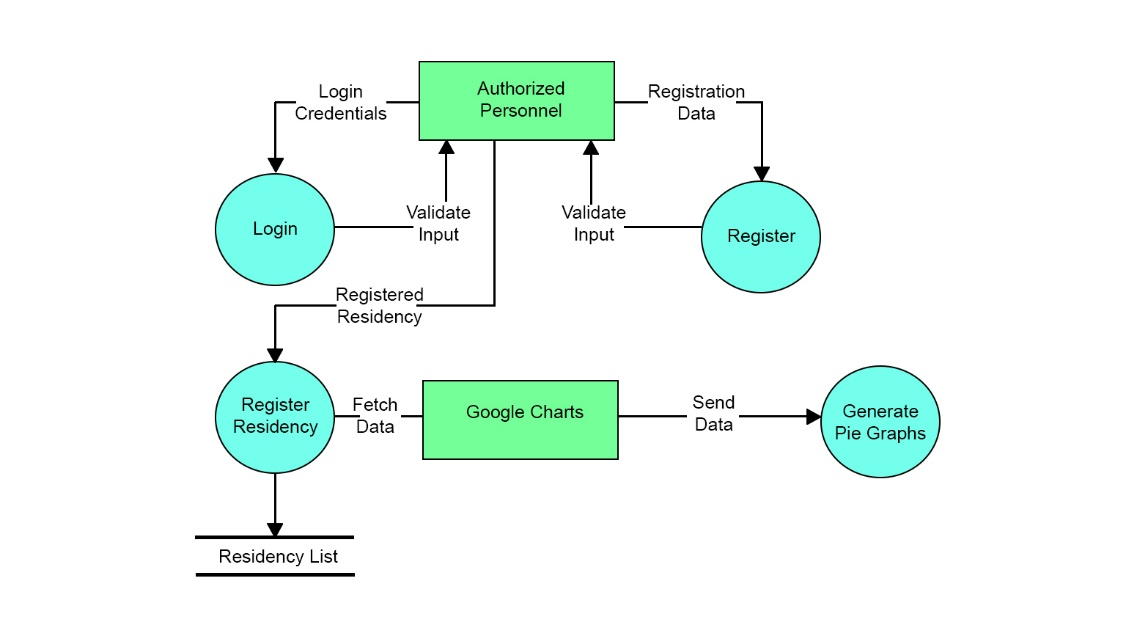 Login
Credentials
Authorized
Personnel
Registration
Data
Login
Validate
Input
Validate
Input
Register
Registered
Residency
Register
Residency
Fetch
Data
Google Charts
Send
Data
Generate
Pie Graphs
Residency List